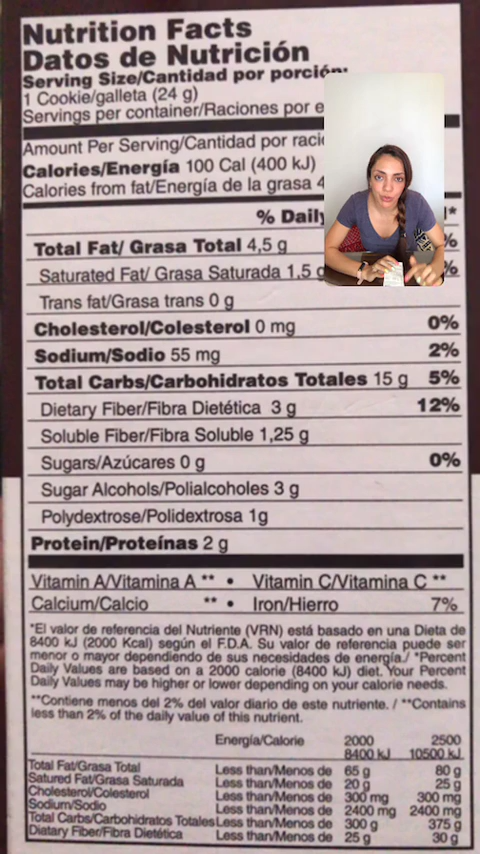 Nutrition Facts
Datos de Nutrición
Serving Size/Cantidad por porción:
1 Cookie/galleta (24 g)
Servings per container/Raciones por
Amount Per Serving/Cantidad por
Calories/Energía 100 Cal (400 kJ)
Calories from fat/Energía de la grasa 4
% Daily *
Total Fat/ Grasa Total 4,5 g %
Saturated Fat/ Grasa Saturada 1,5 g %
Trans fat/Grasa trans 0 g
Cholesterol/Colesterol 0 mg 0%
Sodium/Sodio 55 mg 2%
Total Carbs/Carbohidratos Totales 15 g 5%
Dietary Fiber/Fibra Dietética 3 g 12%
Soluble Fiber/Fibra Soluble 1,25 g
Sugars/Azúcares 0 g 0%
Sugar Alcohols/Polialcoholes 3 g
Polydextrose/Polidextrosa 1g
Protein/Proteínas 2 g
Vitamin A/Vitamina A ** • Vitamin C/Vitamina C **
Calcium/Calcio ** • Iron/Hierro 7%
*El valor de referencia del Nutriente (VRN) está basado en una Dieta de
8400 kJ (2000 Kcal) según el F.D.A. Su valor de referencia puede ser
menor o mayor dependiendo de sus necesidades de energía./ *Percent
Daily Values are based on a 2000 calorie (8400 kJ) diet. Your Percent
Daily Values may be higher or lower depending on your calorie needs.
**Contiene menos del 2% del valor diario de este nutriente. / **Contains
less than 2% of the daily value of this nutrient.
Energía/Calorie 2000 2500
8400 kJ 10500 kJ
Total Fat/Grasa Total Less than/Menos de 65 g 80 g
Satured Fat/Grasa Saturada Less than/Menos de 20 g 25 g
Cholesterol/Colesterol Less than/Menos de 300 mg 300 mg
Sodium/Sodio Less than/Menos de 2400 mg 2400 mg
Total Carbs/Carbohidratos Totales Less than/Menos de 300 g 375 g
Diatary Fiber/Fibra Dietética Less than/Menos de 25 g 30 g